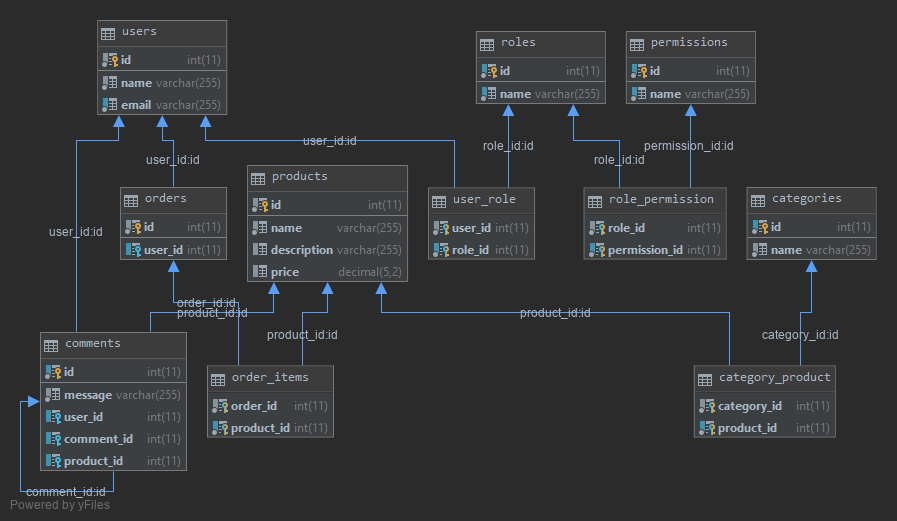 users
id int(11)
name varchar(255)
email varchar(255)
roles
id int(11)
name varchar(255)
permissions
id int(11)
name varchar(255)
user_id:id
user_id:id
role_id:id
role_id:id
permission_id:id
user_id:id
orders
id int(11)
user_id int(11)
products
id int(11)
name varchar(255)
description varchar(255)
price decimal(5,2)
user_role
user_id int(11)
role_id int(11)
role_permission
role_id int(11)
permission_id int(11)
categories
id int(11)
name varchar(255)
order_id:id
product_id:id
product_id:id
product_id:id
category_id:id
comments
id int(11)
message varchar(255)
user_id int(11)
comment_id int(11)
product_id int(11)
order_items
order_id int(11)
product_id int(11)
category_product
category_id int(11)
product_id int(11)
comment_id:id
Powered by yFiles